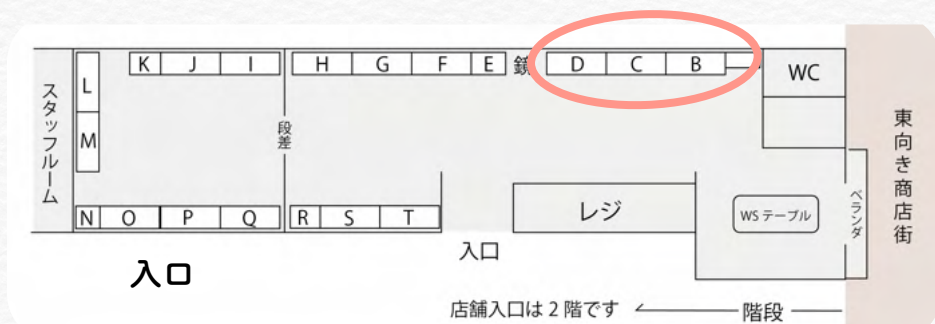 K J I H G F E 鏡 D C B WC
L
M
スタッフルーム
段差
東向き商店街
N O P Q R S T
レジ
WSテーブル
ベランダ
入口
入口
店舗入口は2階です
階段